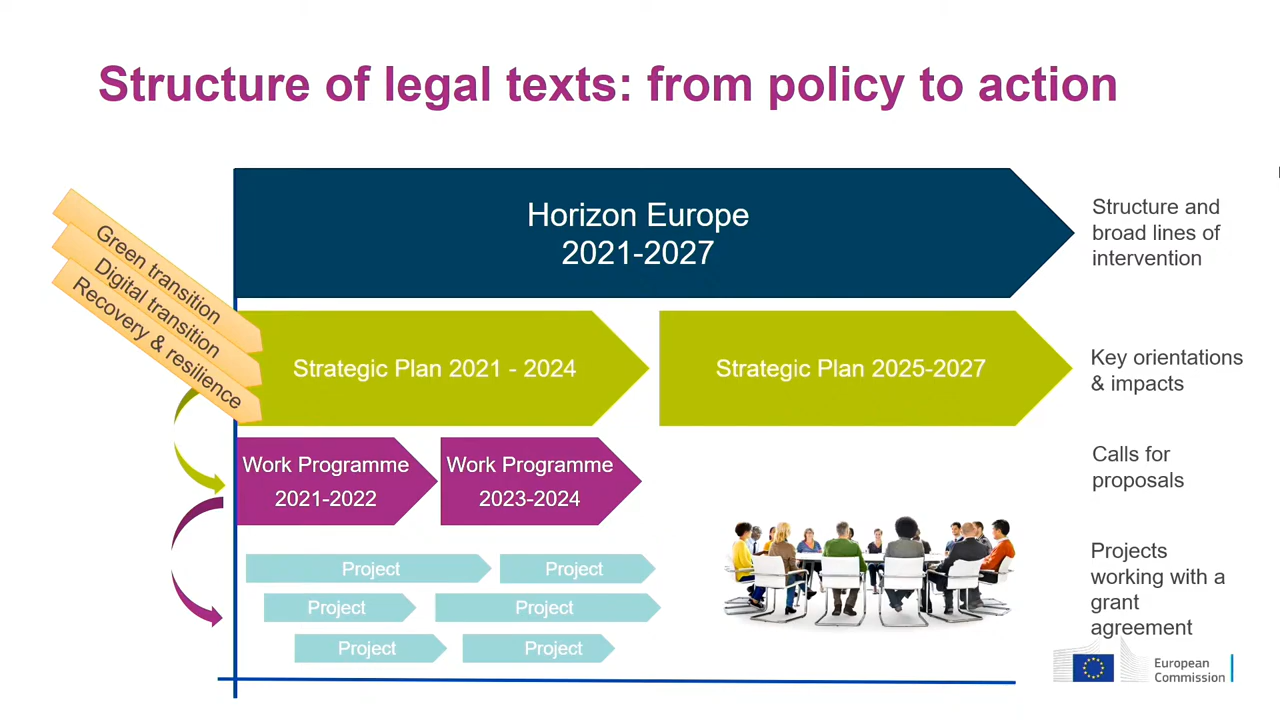 Structure of legal texts: from policy to action
Horizon Europe
2021-2027
Structure and
broad lines of
intervention
Green transition
Digital transition
Recovery & resilience
Strategic Plan 2021 - 2024
Strategic Plan 2025-2027
Key orientations
& impacts
Work Programme
2021-2022
Work Programme
2023-2024
Calls for
proposals
Project
Project
Project
Project
Project
Project
Projects
working with a
grant
agreement
European
Commission